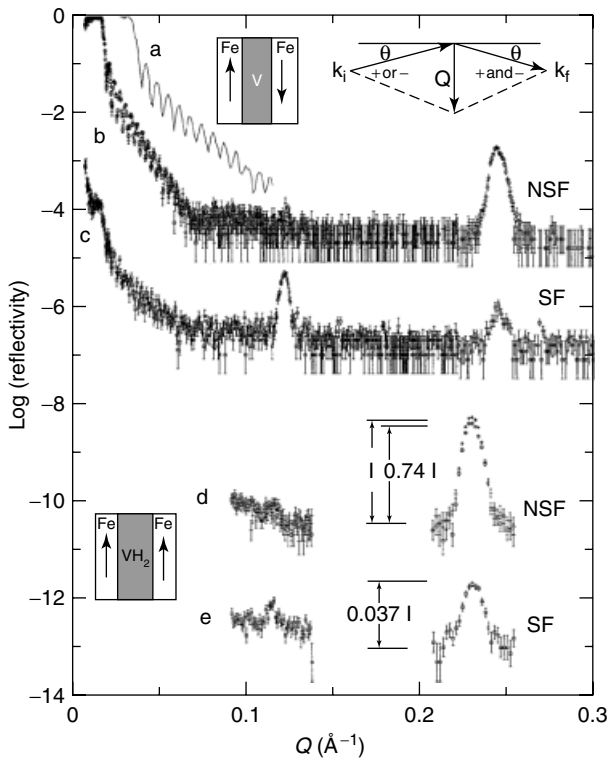 0
−2
−4
−6
−8
−10
−12
−14
Log (reflectivity)
a
b
c
d
e
Fe Fe
V
θ θ
k_i k_f
+or− Q +and−
NSF
SF
I 0.74 I
NSF
Fe Fe
VH₂
0.037 I
SF
0 0.1 0.2 0.3
Q (Å⁻¹)